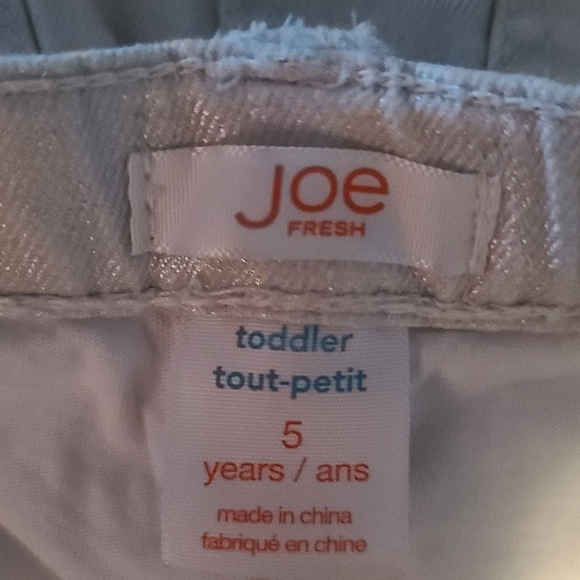 Joe
FRESH
toddler
tout-petit
5
years / ans
made in china
fabriqué en chine